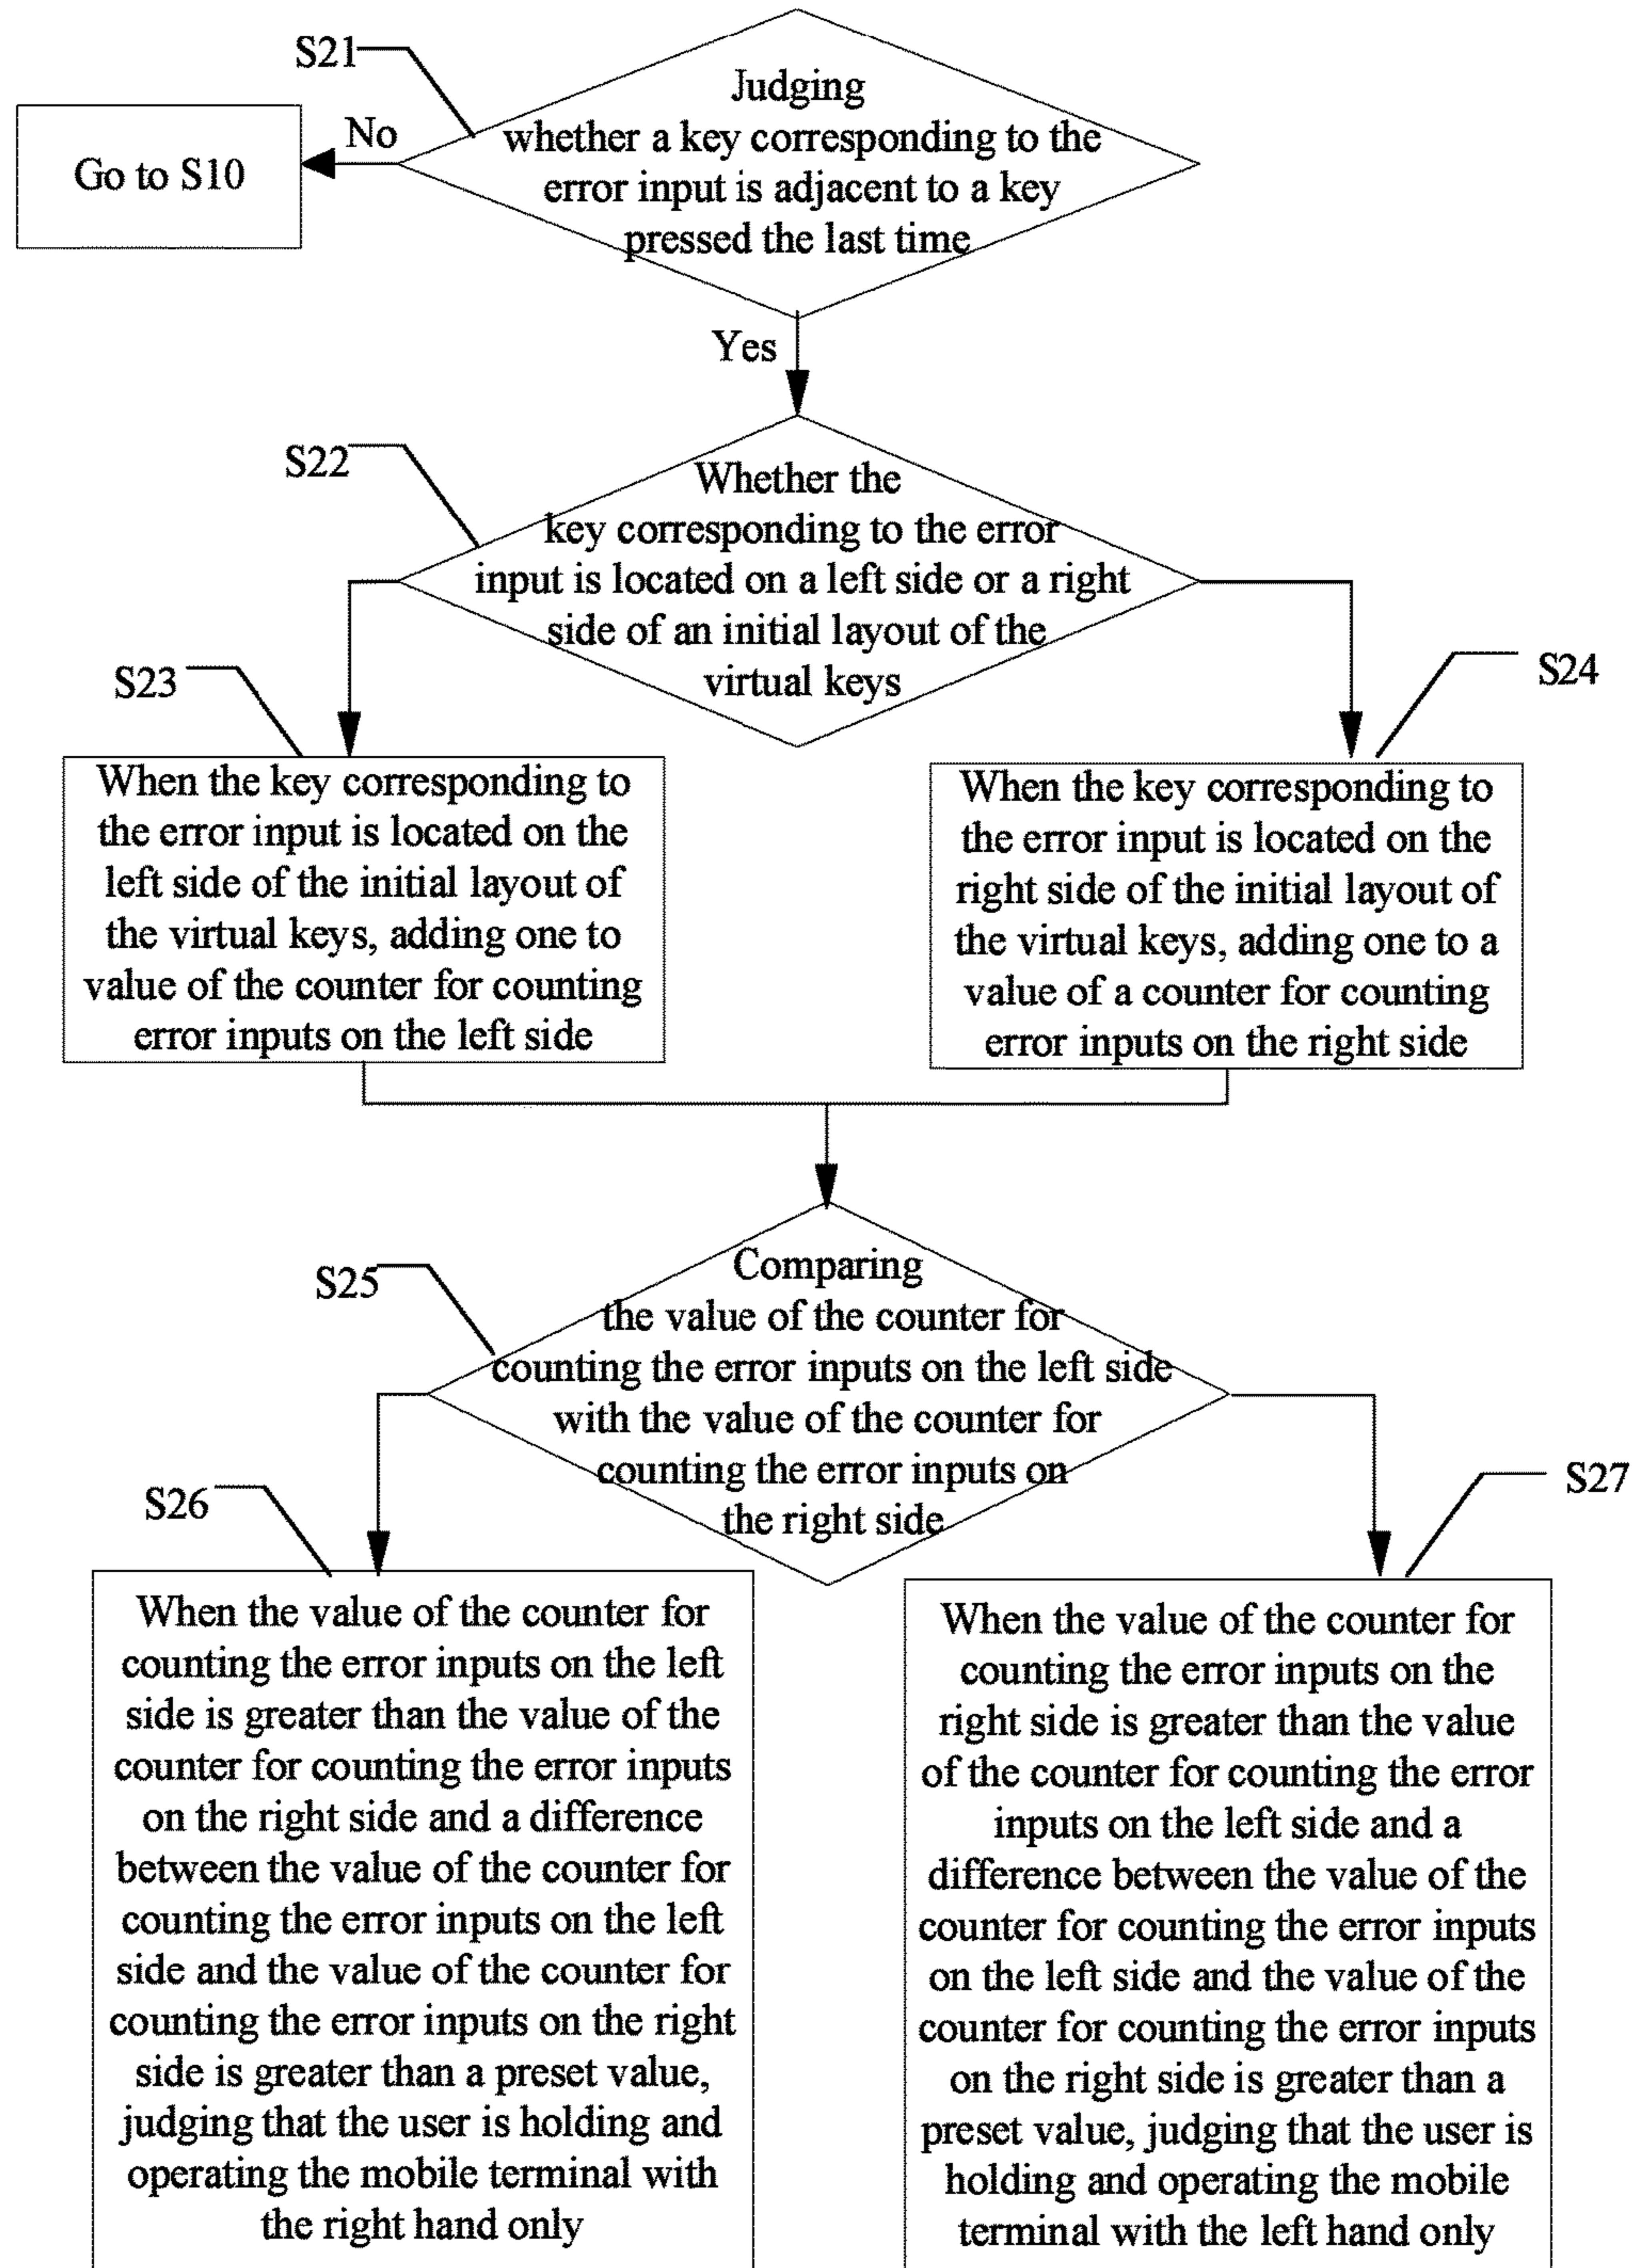 S21
Judging
whether a key corresponding to the
error input is adjacent to a key
pressed the last time
No
Go to S10
Yes
S22
Whether the
key corresponding to the error
input is located on a left side or a right
side of an initial layout of the
virtual keys
S23
When the key corresponding to
the error input is located on the
left side of the initial layout of
the virtual keys, adding one to
value of the counter for counting
error inputs on the left side
S24
When the key corresponding to
the error input is located on the
right side of the initial layout of
the virtual keys, adding one to a
value of a counter for counting
error inputs on the right side
S25
Comparing
the value of the counter for
counting the error inputs on the left side
with the value of the counter for
counting the error inputs on
the right side
S26
When the value of the counter for
counting the error inputs on the left
side is greater than the value of the
counter for counting the error inputs
on the right side and a difference
between the value of the counter for
counting the error inputs on the left
side and the value of the counter for
counting the error inputs on the right
side is greater than a preset value,
judging that the user is holding and
operating the mobile terminal with
the right hand only
S27
When the value of the counter for
counting the error inputs on the
right side is greater than the value
of the counter for counting the error
inputs on the left side and a
difference between the value of the
counter for counting the error inputs
on the left side and the value of the
counter for counting the error inputs
on the right side is greater than a
preset value, judging that the user is
holding and operating the mobile
terminal with the left hand only